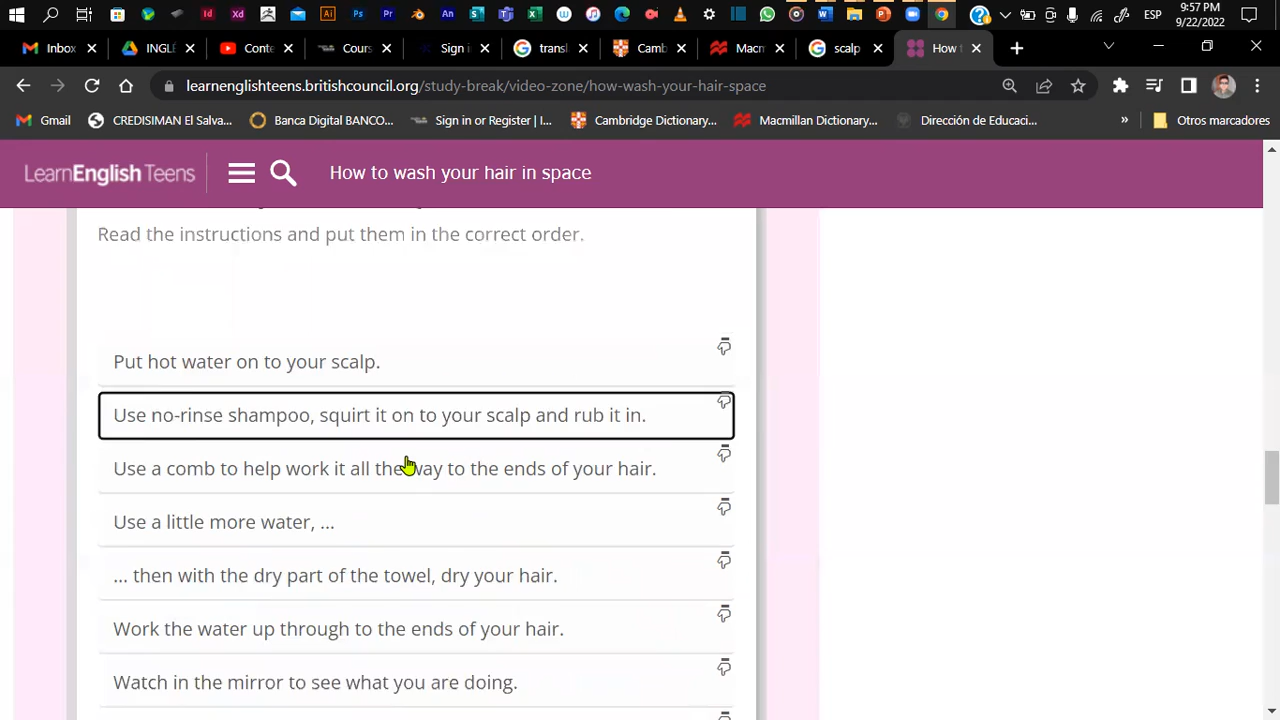 9:57 PM
ESP
9/22/2022
Inbox
INGLÉ
Conte
Cours
Sign i
transl
Camb
Macm
scalp
How t
learnenglishteens.britishcouncil.org/study-break/video-zone/how-wash-your-hair-space
Gmail
CREDISIMAN El Salva...
Banca Digital BANCO...
Sign in or Register | I...
Cambridge Dictionary...
Macmillan Dictionary...
Dirección de Educaci...
»
Otros marcadores
LearnEnglish Teens
How to wash your hair in space
Read the instructions and put them in the correct order.
Put hot water on to your scalp.
Use no-rinse shampoo, squirt it on to your scalp and rub it in.
Use a comb to help work it all the way to the ends of your hair.
Use a little more water, ...
... then with the dry part of the towel, dry your hair.
Work the water up through to the ends of your hair.
Watch in the mirror to see what you are doing.